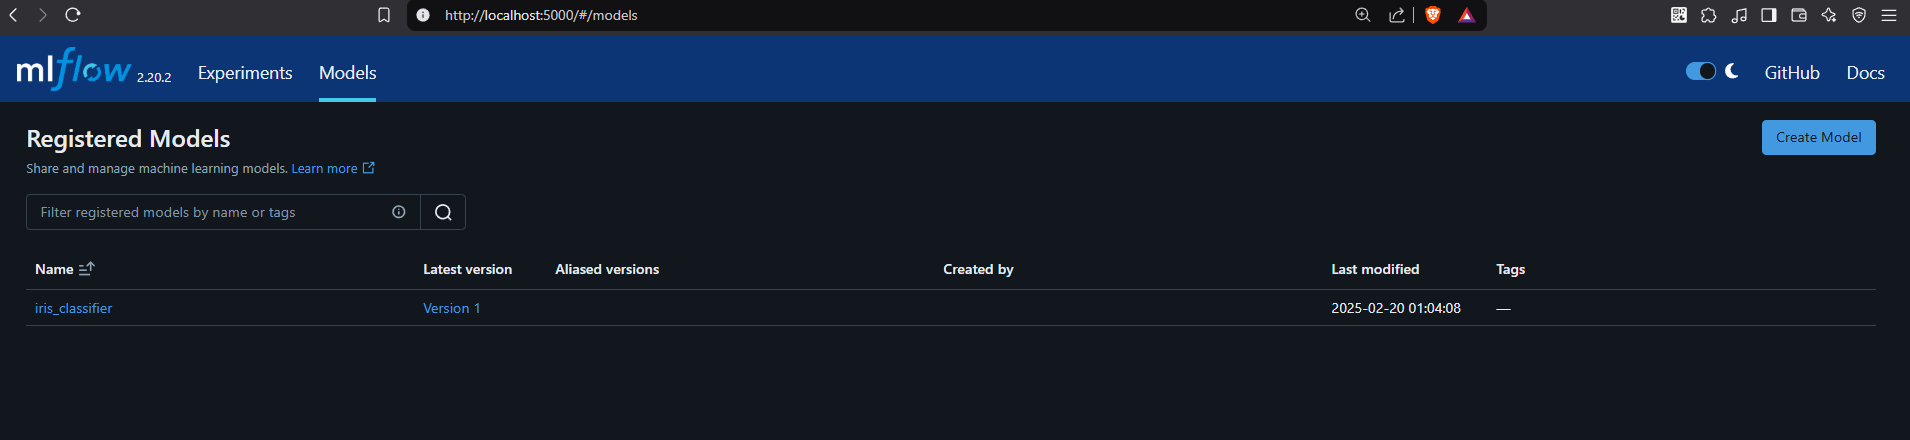 http://localhost:5000/#/models
mlflow 2.20.2 Experiments Models GitHub Docs
Registered Models
Create Model
Share and manage machine learning models. Learn more
Filter registered models by name or tags
Name Latest version Aliased versions Created by Last modified Tags
iris_classifier Version 1 2025-02-20 01:04:08 —